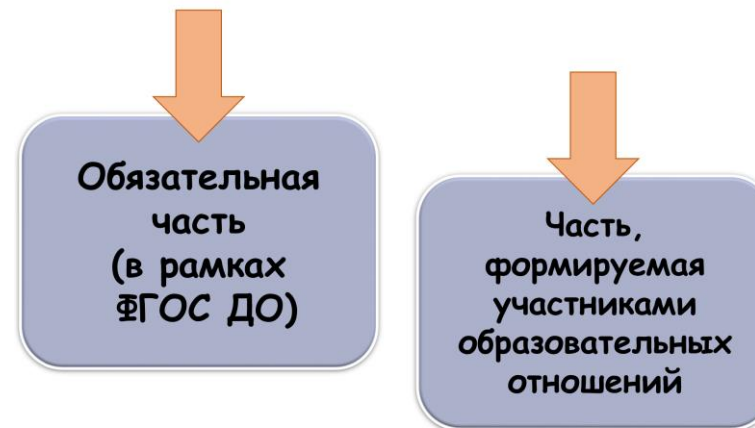 Обязательная
часть
(в рамках
ФГОС ДО)
Часть,
формируемая
участниками
образовательных
отношений